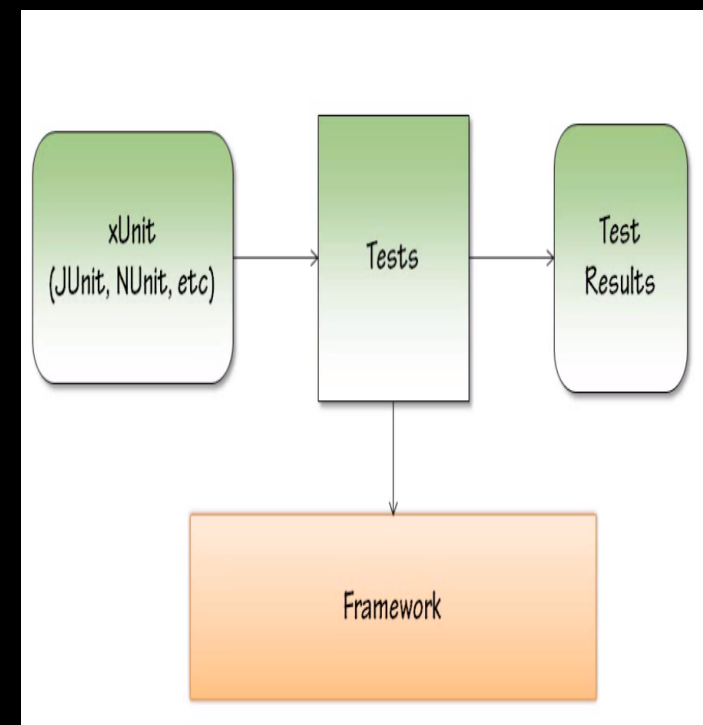 xUnit
(JUnit, NUnit, etc)
Tests
Test
Results
Framework